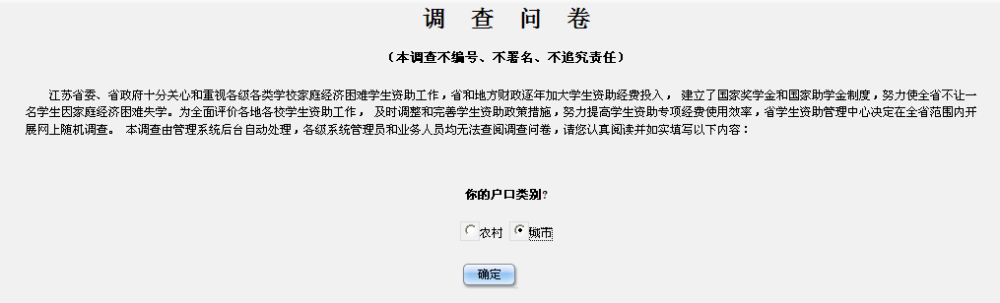 调 查 问 卷
（本调查不编号、不署名、不追究责任）
江苏省委、省政府十分关心和重视各级各类学校家庭经济困难学生资助工作，省和地方财政逐年加大学生资助经费投入， 建立了国家奖学金和国家助学金制度，努力使全省不让一
名学生因家庭经济困难失学。为全面评价各地各校学生资助工作， 及时调整和完善学生资助政策措施，努力提高学生资助专项经费使用效率，省学生资助管理中心决定在全省范围内开
展网上随机调查。 本调查由管理系统后台自动处理，各级系统管理员和业务人员均无法查阅调查问卷，请您认真阅读并如实填写以下内容：
你的户口类别?
农村 城市
确定